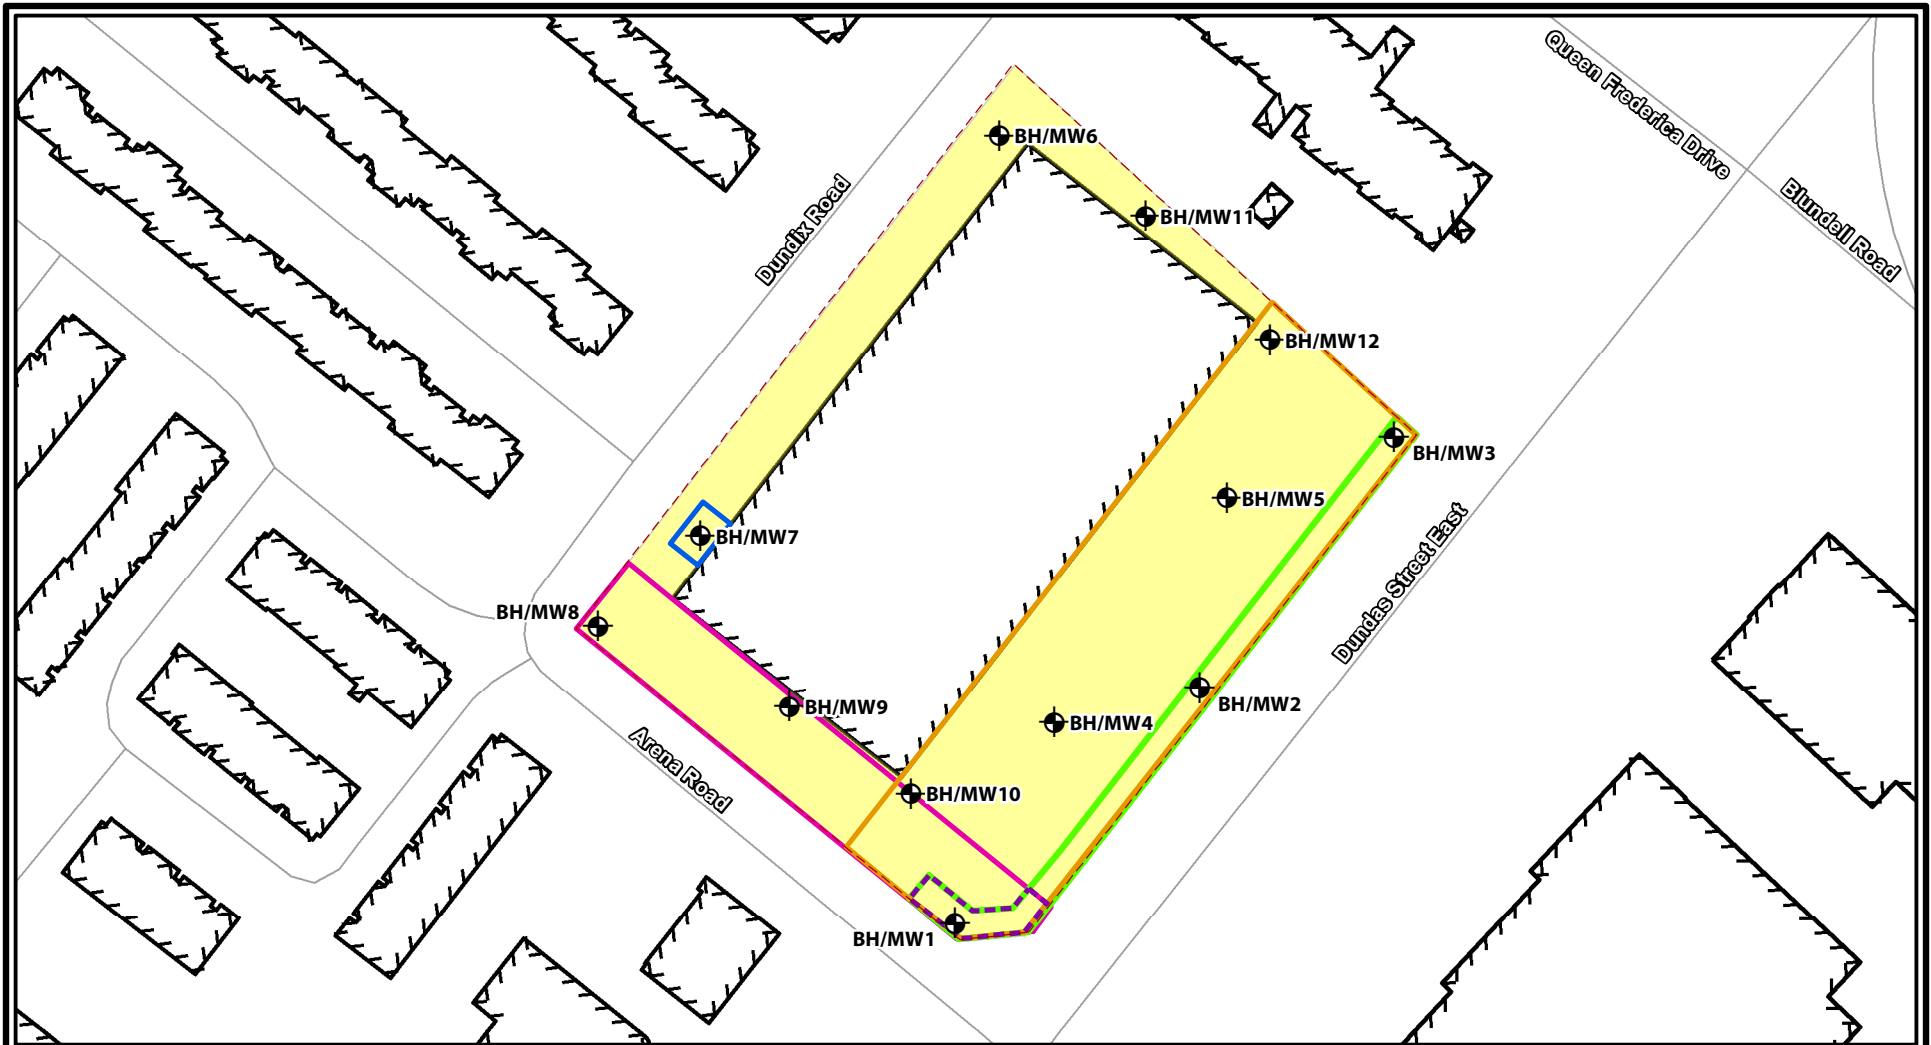 Queen Frederica Drive
BH/MW6
Dundix Road
BH/MW11
Blundell Road
BH/MW12
BH/MW3
BH/MW5
BH/MW7
Dundas Street East
BH/MW8
BH/MW9
BH/MW2
BH/MW4
Arena Road
BH/MW10
BH/MW1